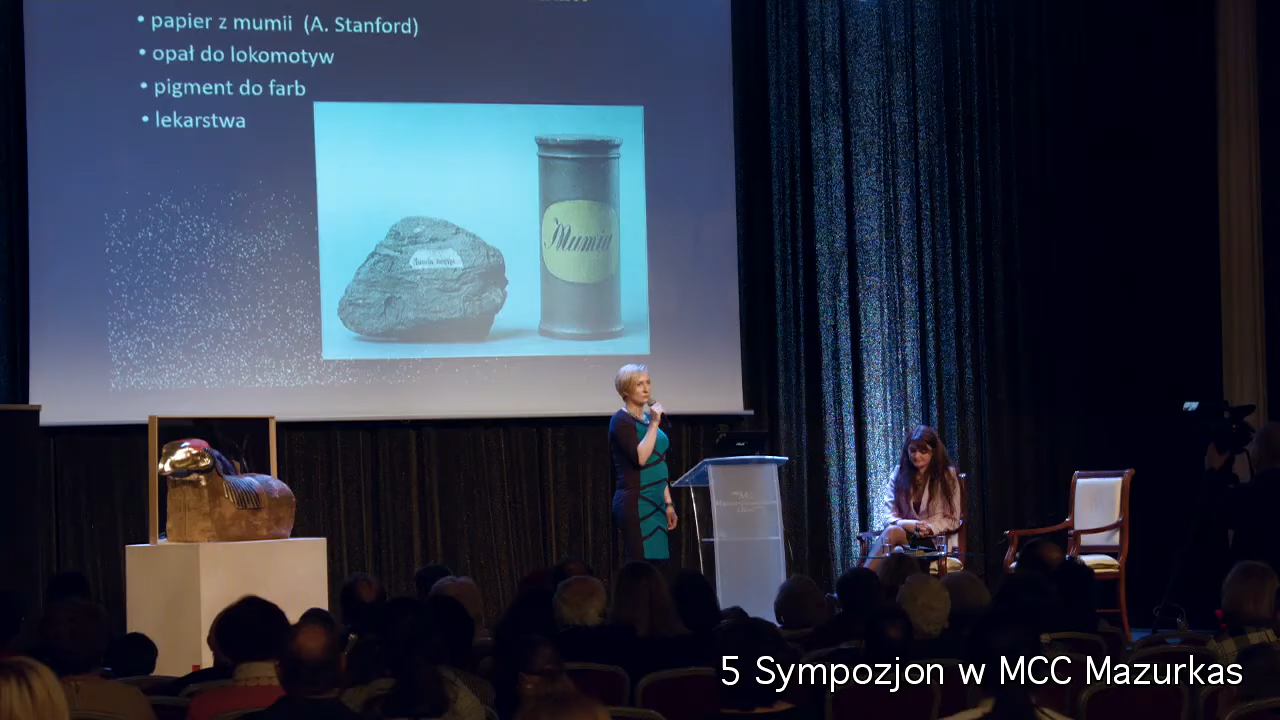 • papier z mumii (A. Stanford)
• opał do lokomotyw
• pigment do farb
• lekarstwa
Mumia
5 Sympozjon w MCC Mazurkas